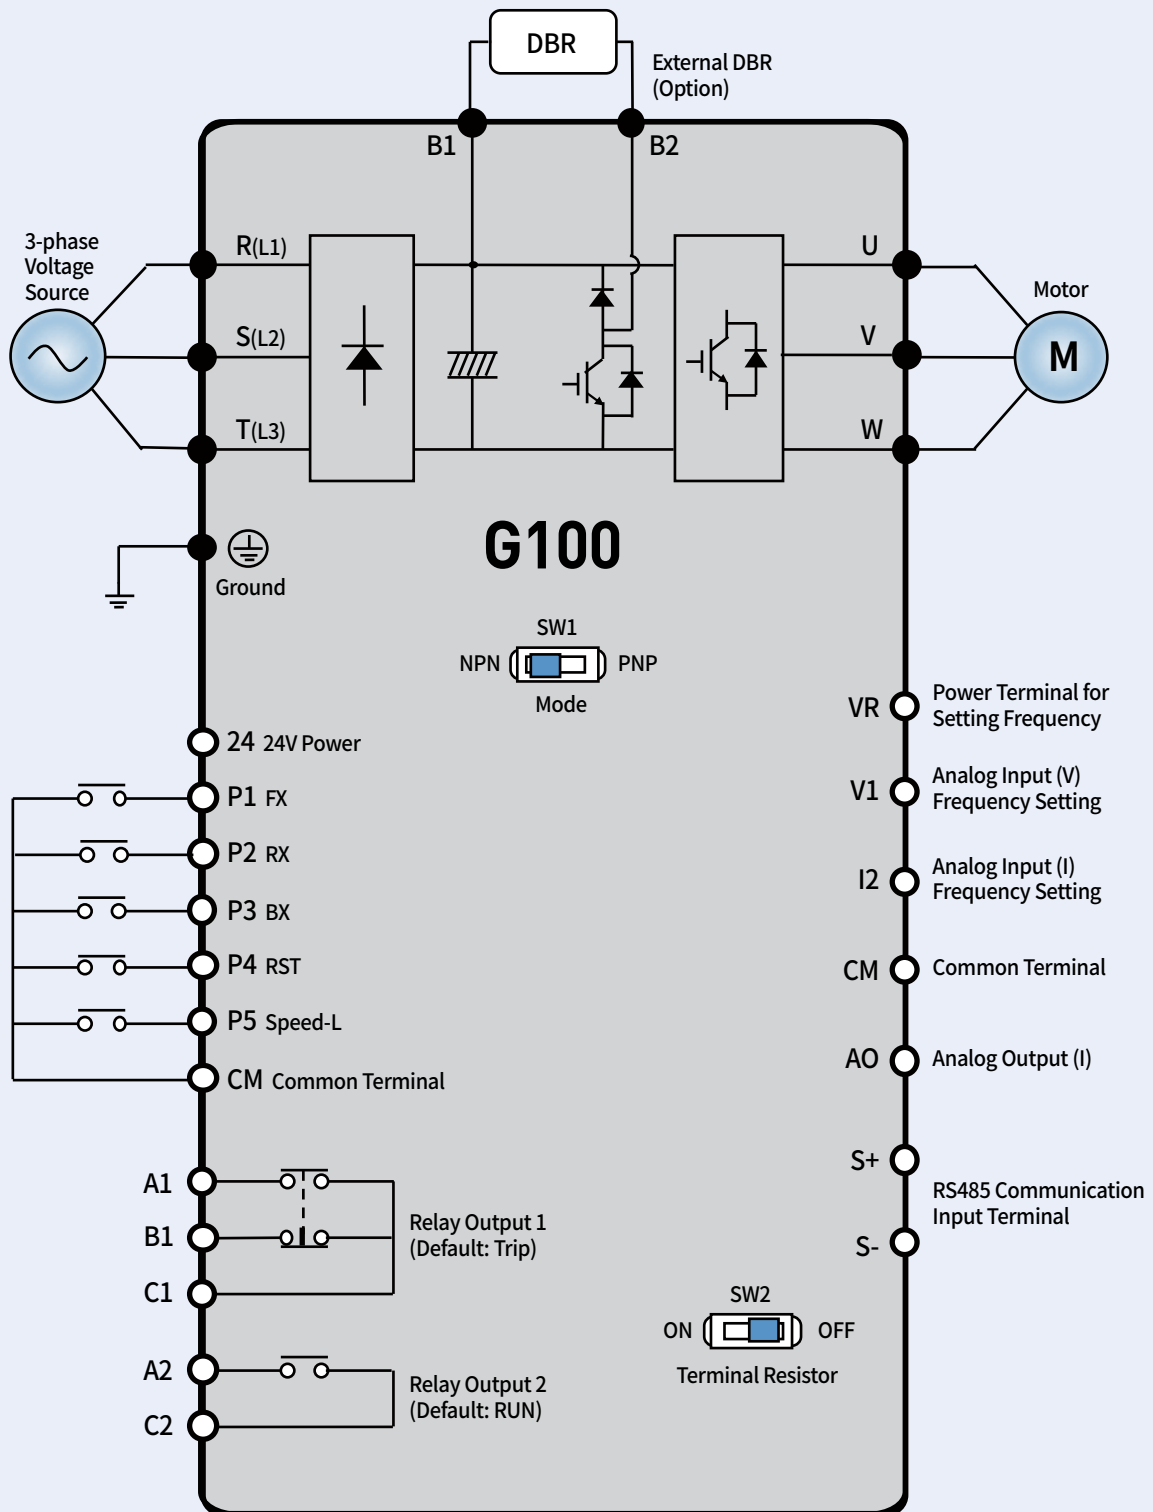 DBR
External DBR
(Option)
B1
B2
3-phase
Voltage
Source
R(L1)
U
Motor
S(L2)
V
M
T(L3)
W
G100
Ground
SW1
NPN
PNP
Mode
VR
Power Terminal for
Setting Frequency
24 24V Power
P1 FX
V1
Analog Input (V)
Frequency Setting
P2 RX
I2
Analog Input (I)
Frequency Setting
P3 BX
P4 RST
CM
Common Terminal
P5 Speed-L
AO
Analog Output (I)
CM Common Terminal
A1
S+
RS485 Communication
Input Terminal
B1
Relay Output 1
(Default: Trip)
S-
C1
SW2
ON
OFF
Terminal Resistor
A2
Relay Output 2
(Default: RUN)
C2